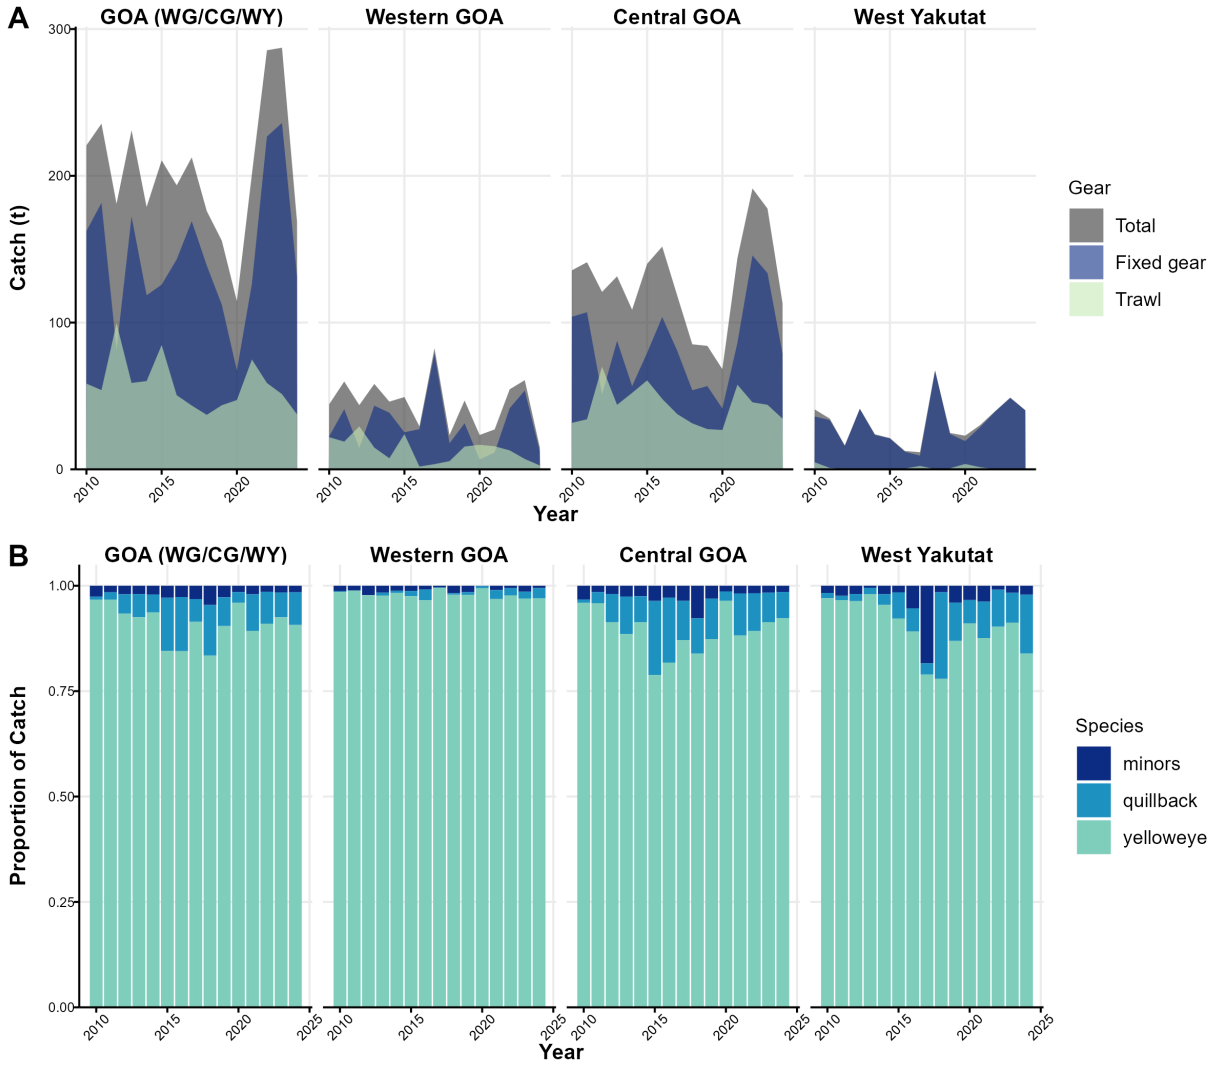 A
GOA (WG/CG/WY) Western GOA Central GOA West Yakutat
Catch (t)
300
200
100
0
2010 2015 2020 2010 2015 2020 2010 2015 2020 2010 2015 2020
Year
Gear
Total
Fixed gear
Trawl
B
GOA (WG/CG/WY) Western GOA Central GOA West Yakutat
Proportion of Catch
1.00
0.75
0.50
0.25
0.00
2010 2015 2020 2025 2010 2015 2020 2025 2010 2015 2020 2025 2010 2015 2020 2025
Year
Species
minors
quillback
yelloweye